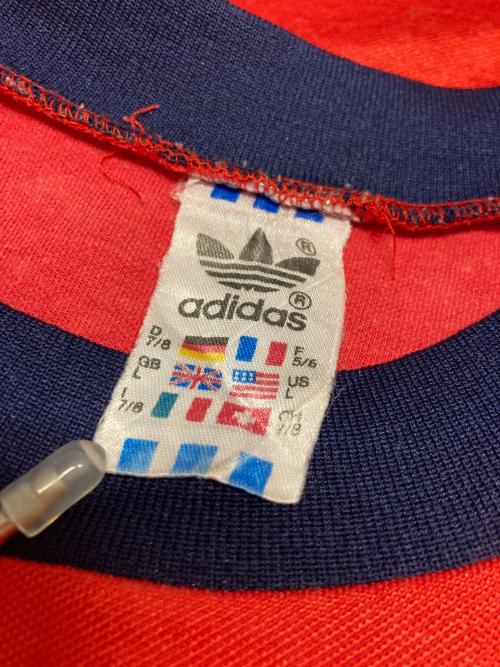 ®
adidas®
D 7/8 F 5/6
GB L US L
I 7/8 CH 7/8